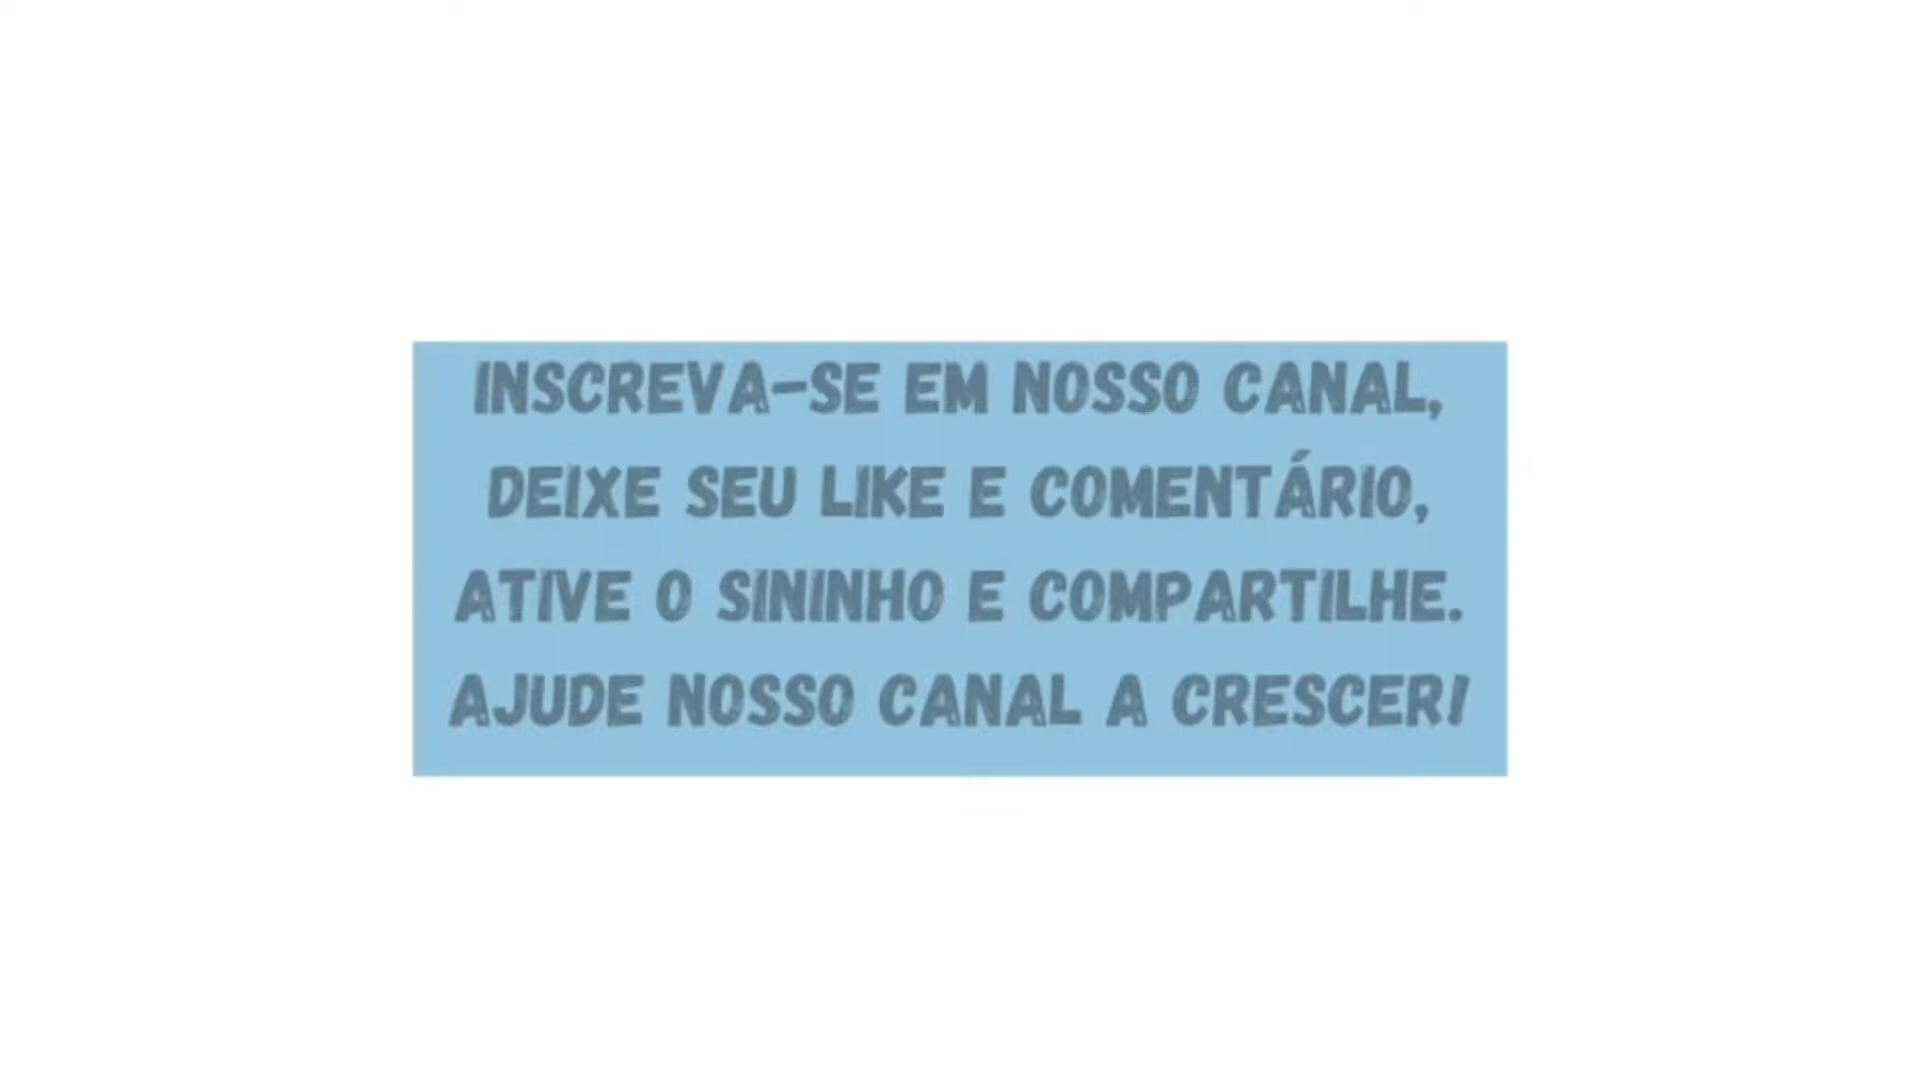 INSCREVA-SE EM NOSSO CANAL,
DEIXE SEU LIKE E COMENTÁRIO,
ATIVE O SININHO E COMPARTILHE.
AJUDE NOSSO CANAL A CRESCER!